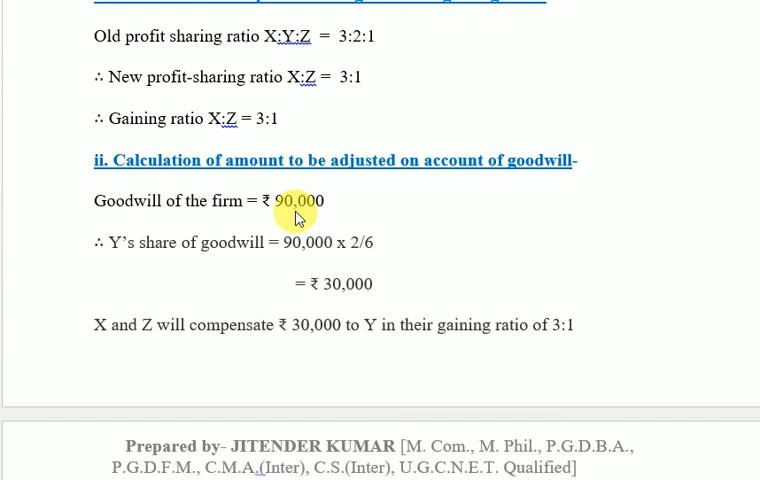 Old profit sharing ratio X:Y:Z = 3:2:1
∴ New profit-sharing ratio X:Z = 3:1
∴ Gaining ratio X:Z = 3:1
ii. Calculation of amount to be adjusted on account of goodwill-
Goodwill of the firm = ₹ 90,000
∴ Y's share of goodwill = 90,000 x 2/6
= ₹ 30,000
X and Z will compensate ₹ 30,000 to Y in their gaining ratio of 3:1
Prepared by- JITENDER KUMAR [M. Com., M. Phil., P.G.D.B.A.,
P.G.D.F.M., C.M.A.(Inter), C.S.(Inter), U.G.C.N.E.T. Qualified]